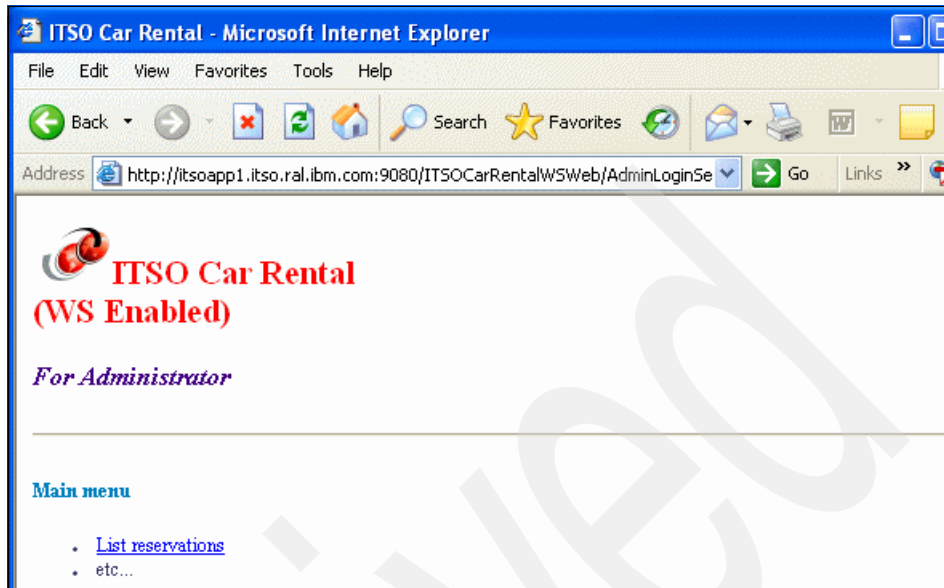 ITSO Car Rental - Microsoft Internet Explorer
File Edit View Favorites Tools Help
Back Search Favorites
Address http://itsoapp1.itso.ral.ibm.com:9080/ITSOCarRentalWSWeb/AdminLoginSe Go Links »
ITSO Car Rental
(WS Enabled)
For Administrator
Main menu
• List reservations
• etc...